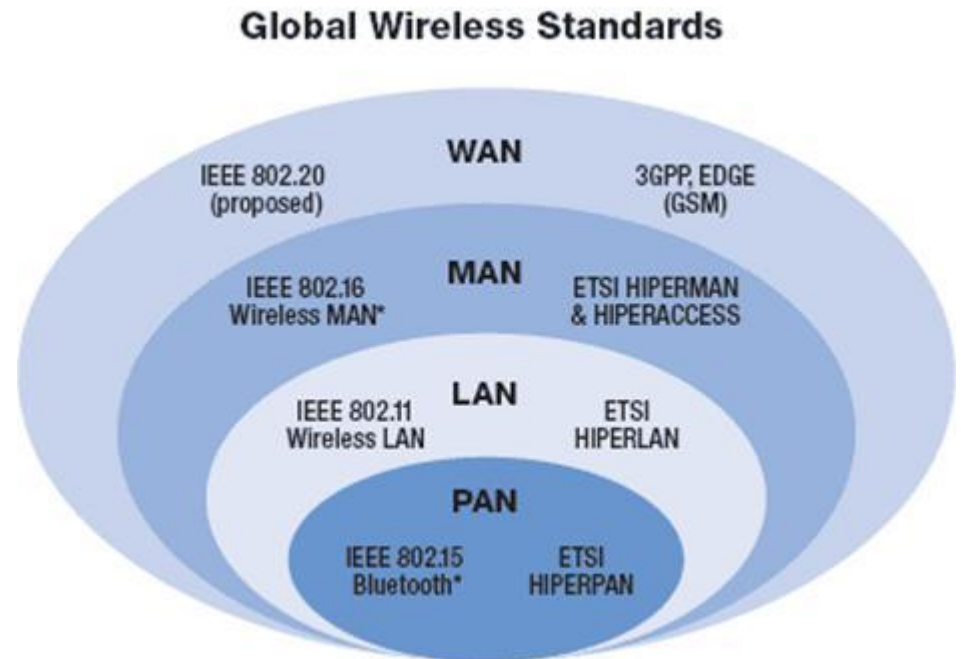 Global Wireless Standards
WAN
IEEE 802.20
(proposed)
3GPP, EDGE
(GSM)
MAN
IEEE 802.16
Wireless MAN*
ETSI HIPERMAN
& HIPERACCESS
LAN
IEEE 802.11
Wireless LAN
ETSI
HIPERLAN
PAN
IEEE 802.15
Bluetooth*
ETSI
HIPERPAN